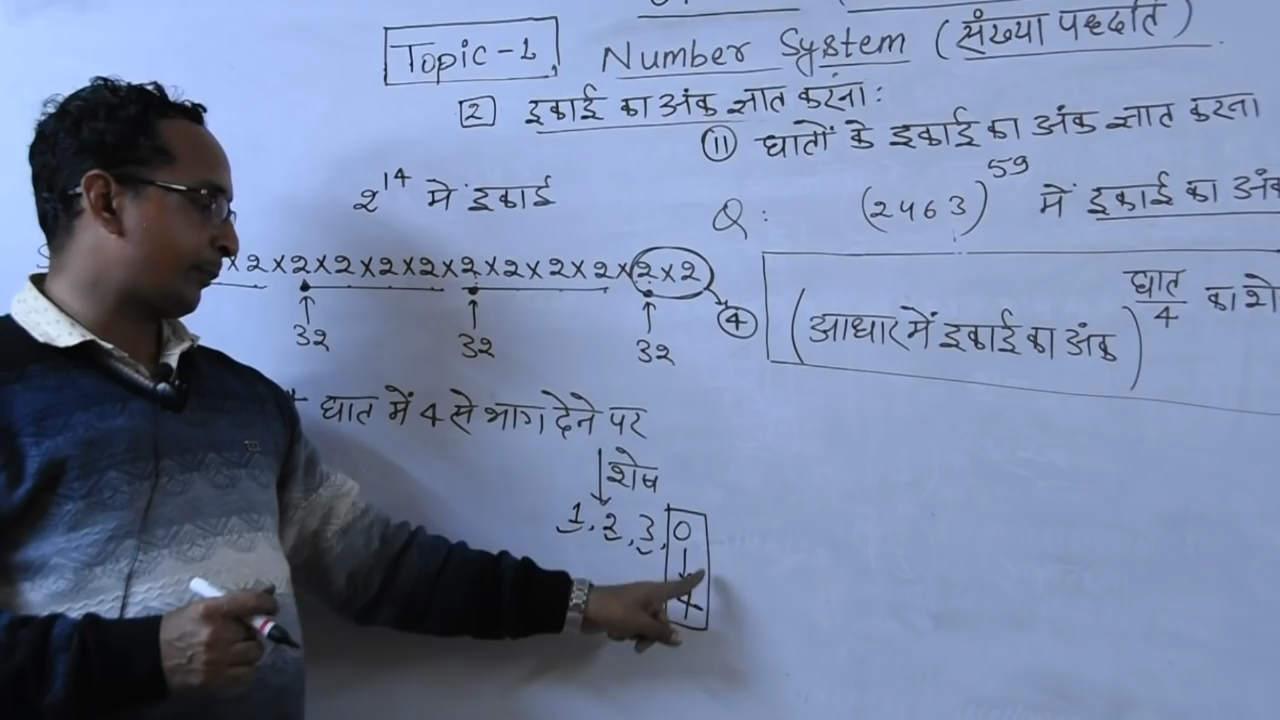 Topic-1, Number System (संख्या पद्धति)
2 इकाई का अंक ज्ञात करना:
(11) घातों के इकाई का अंक ज्ञात करना
2^14 में इकाई
Q: (2463)^59 में इकाई का अंक
×2×2×2×2×2×2×2×2×2×2×2
4
32 32 32
(आधार में इकाई का अंक)^घात/4 का शे
घात में 4 से भाग देने पर
↓शेष
1, 2, 3, 0
↓
4